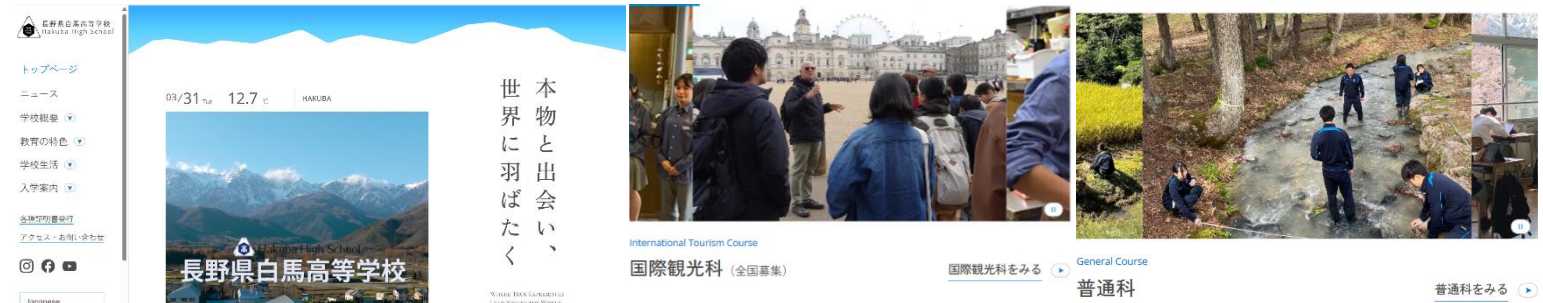 長野県白馬高等学校
Hakuba High School
トップページ
ニュース
学校概要
教育の特色
学校生活
入学案内
各種証明書発行
アクセス・お問い合わせ
Japanese
03/31 Tue 12.7 ℃ HAKUBA
本物と出会い、
世界に羽ばたく
WHERE TRUE EXPERIENCES
Hakuba High School
長野県白馬高等学校
International Tourism Course
国際観光科（全国募集）
国際観光科をみる
General Course
普通科
普通科をみる